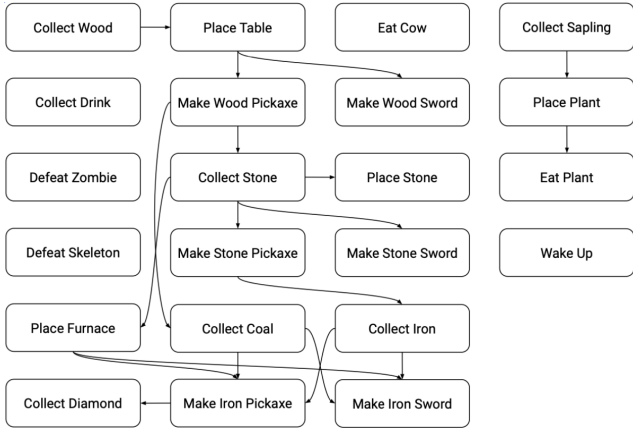 Collect Wood
Place Table
Eat Cow
Collect Sapling
Collect Drink
Make Wood Pickaxe
Make Wood Sword
Place Plant
Defeat Zombie
Collect Stone
Place Stone
Eat Plant
Defeat Skeleton
Make Stone Pickaxe
Make Stone Sword
Wake Up
Place Furnace
Collect Coal
Collect Iron
Collect Diamond
Make Iron Pickaxe
Make Iron Sword